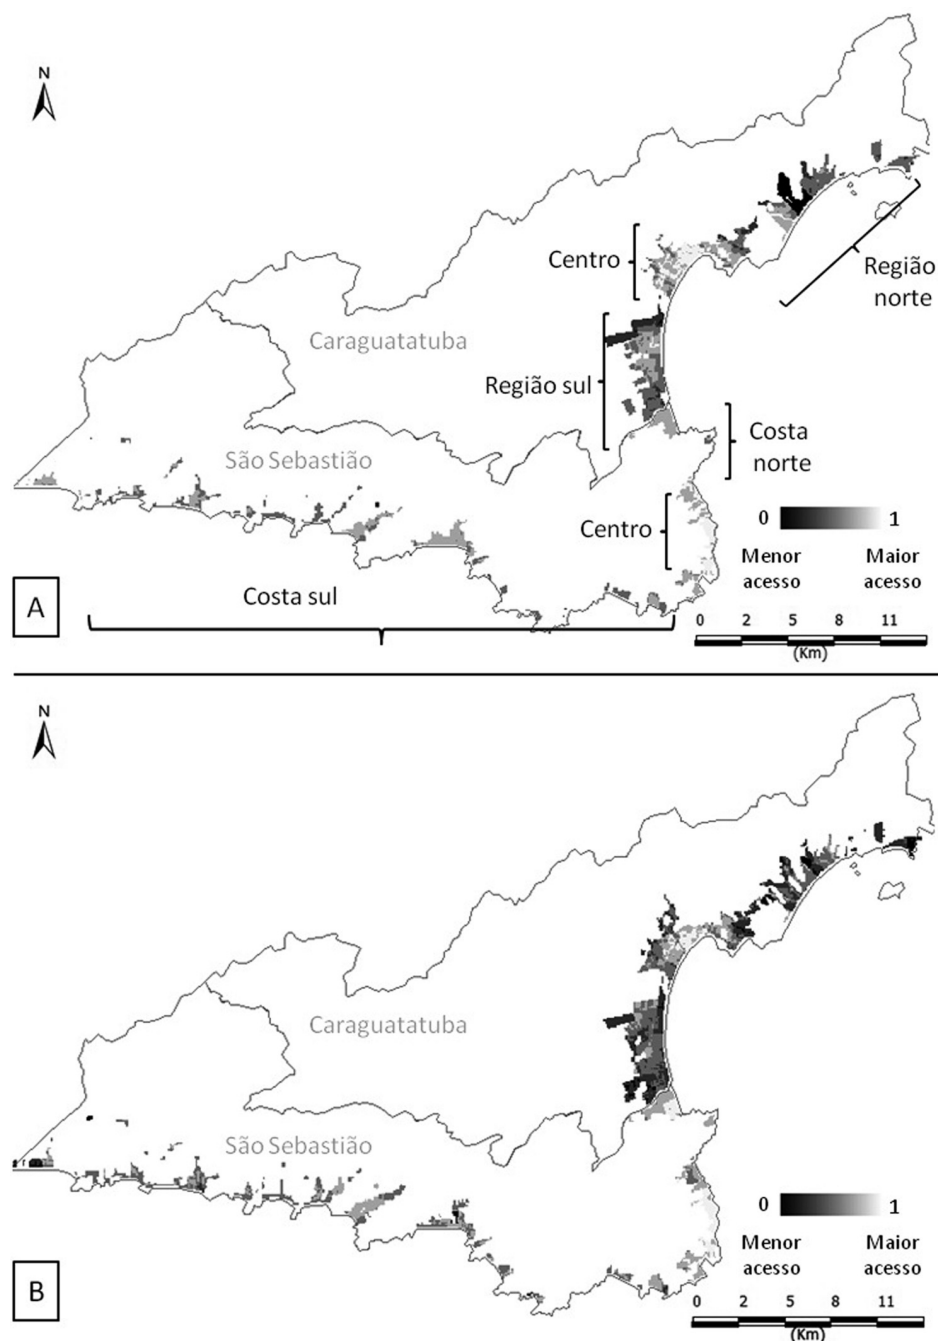 N
Centro
Região
norte
Caraguatatuba
Região sul
Costa
norte
São Sebastião
0 1
Centro
Menor Maior
acesso acesso
A
Costa sul
0 2 5 8 11
(Km)
N
Caraguatatuba
São Sebastião
0 1
Menor Maior
acesso acesso
B
0 2 5 8 11
(Km)